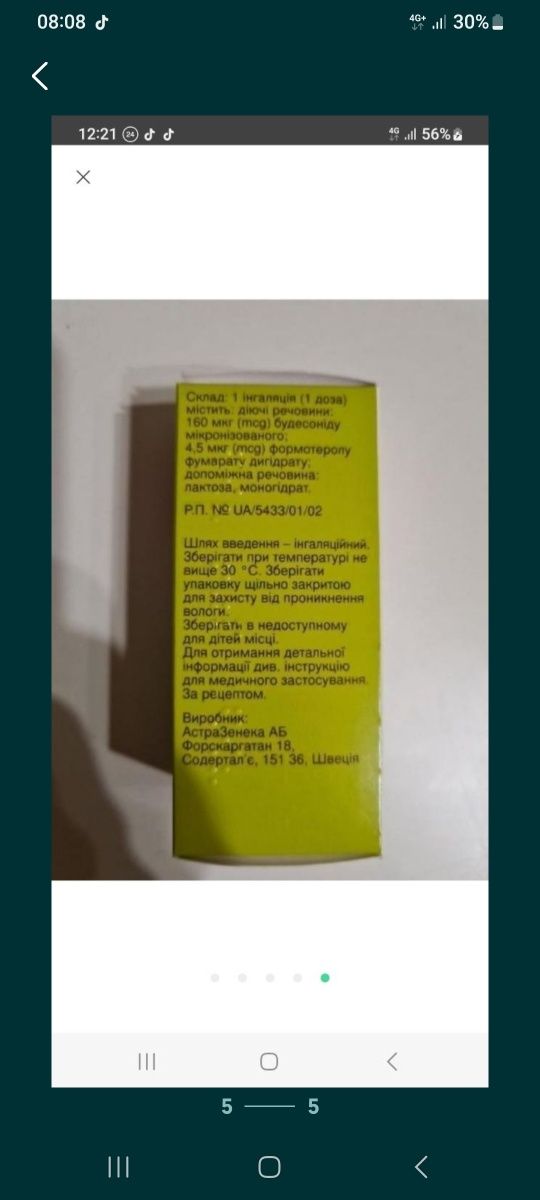 08:08
4G+
30%
12:21
24
4G
56%
Склад: 1 інгаляція (1 доза)
містить: діючі речовини:
160 мкг (mcg) будесоніду
мікронізованого;
4,5 мкг (mcg) формотеролу
фумарату дигідрату;
допоміжна речовина:
лактоза, моногідрат.
Р.П. № UA/5433/01/02
Шлях введення – інгаляційний.
Зберігати при температурі не
вище 30 °С. Зберігати
упаковку щільно закритою
для захисту від проникнення
вологи.
Зберігати в недоступному
для дітей місці.
Для отримання детальної
інформації див. інструкцію
для медичного застосування.
За рецептом.
Виробник:
АстраЗенека АБ
Форскаргатан 18,
Содертал'є, 151 36, Швеція
5 — 5